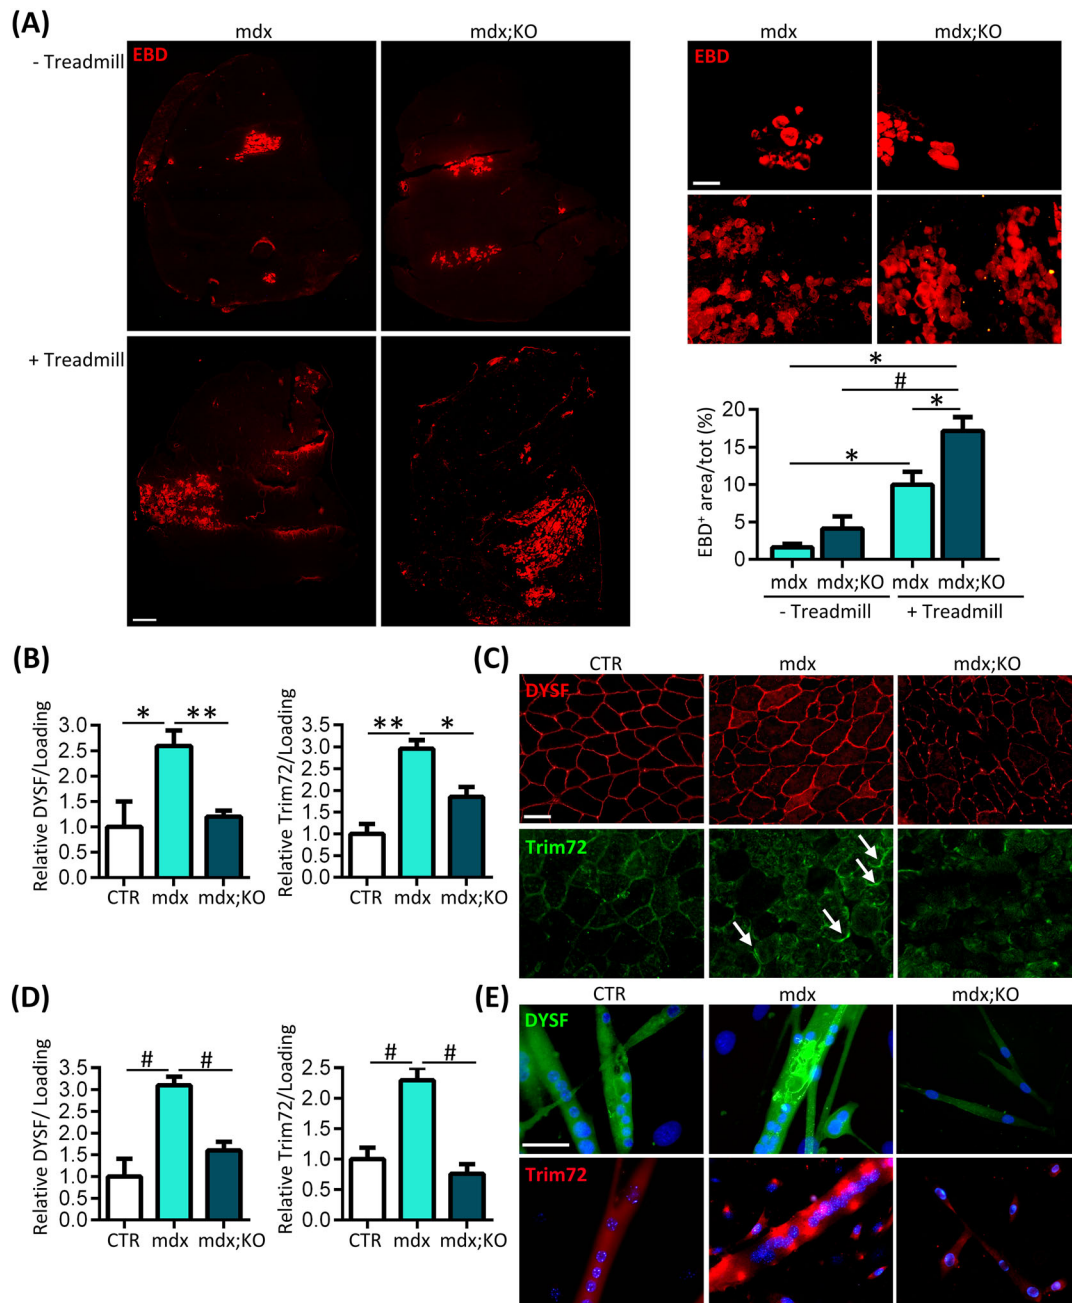 (A)
mdx
mdx;KO
- Treadmill
EBD
+ Treadmill
mdx
mdx;KO
EBD
*
#
*
*
EBD⁺ area/tot (%)
20
15
10
5
0
mdx mdx;KO mdx mdx;KO
- Treadmill + Treadmill
(B)
Relative DYSF/Loading
3.0
2.5
2.0
1.5
1.0
0.5
0.0
* **
CTR mdx mdx;KO
Relative Trim72/Loading
3.5
3.0
2.5
2.0
1.5
1.0
0.5
0.0
** *
CTR mdx mdx;KO
(C)
CTR mdx mdx;KO
DYSF
Trim72
(D)
Relative DYSF/ Loading
3.5
3.0
2.5
2.0
1.5
1.0
0.5
0.0
# #
CTR mdx mdx;KO
Relative Trim72/Loading
2.5
2.0
1.5
1.0
0.5
0.0
# #
CTR mdx mdx;KO
(E)
CTR mdx mdx;KO
DYSF
Trim72